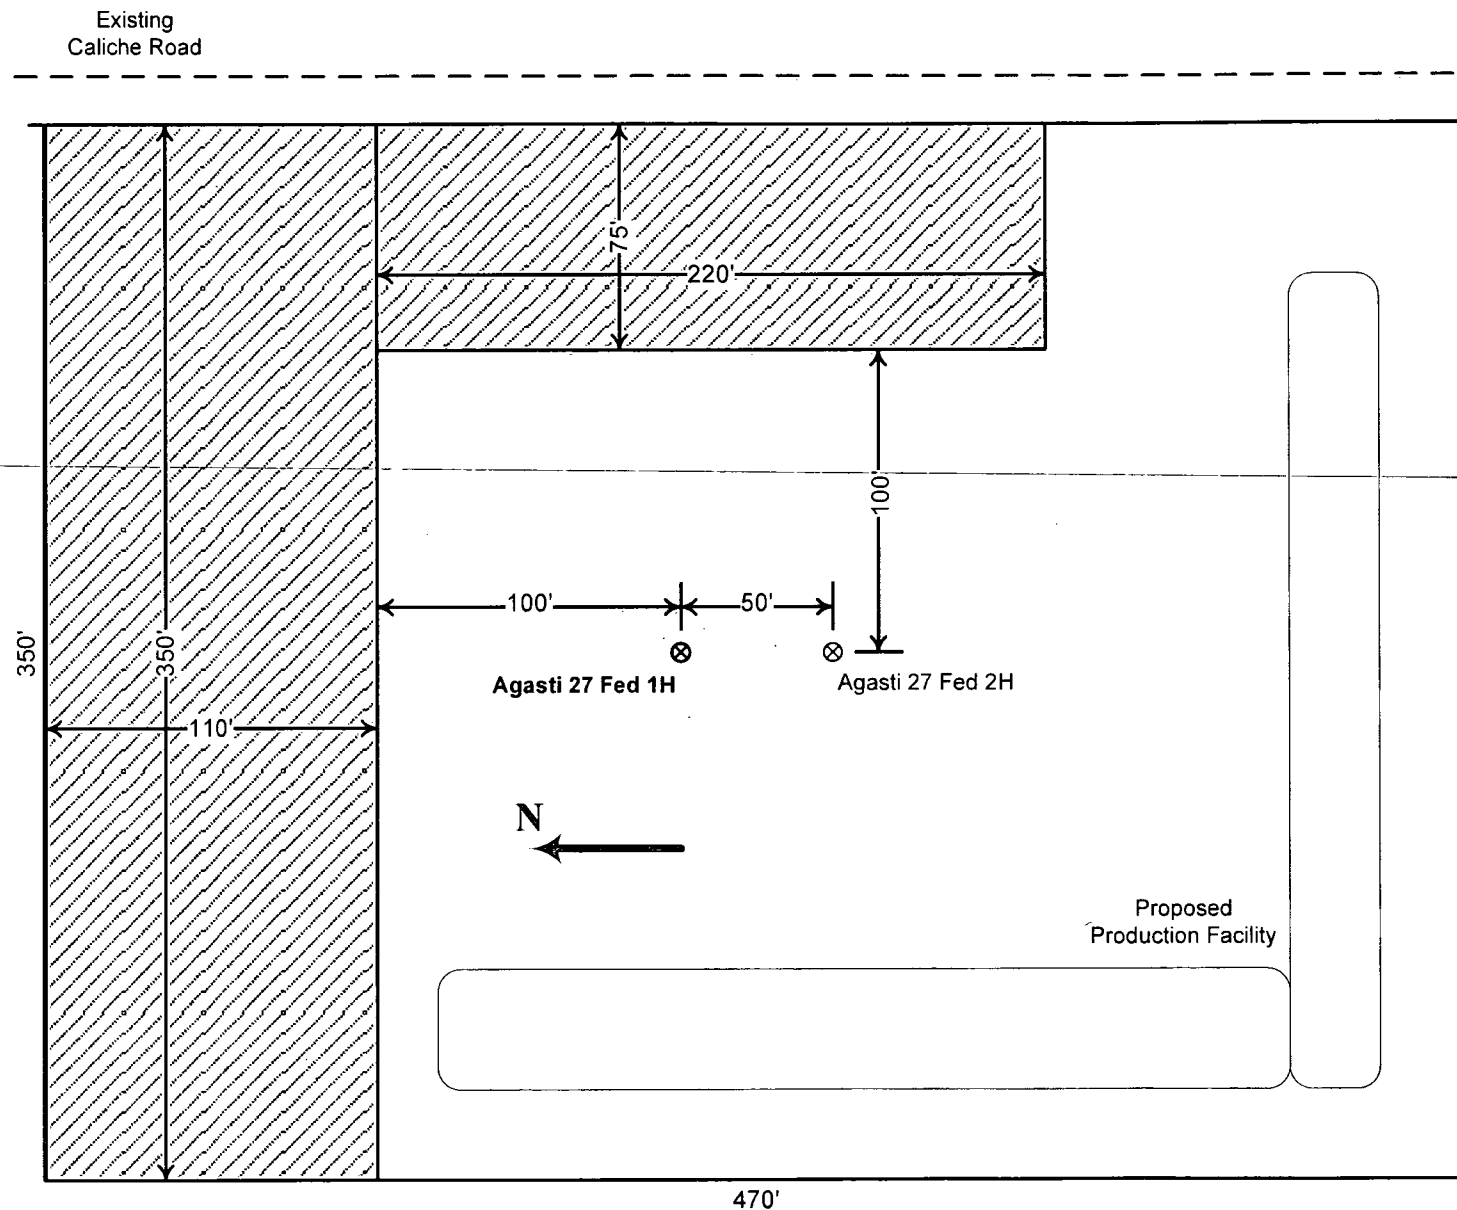 Existing
Caliche Road
75'
220'
100'
100'
50'
350'
350'
Agasti 27 Fed 1H
Agasti 27 Fed 2H
110'
N
Proposed
Production Facility
470'